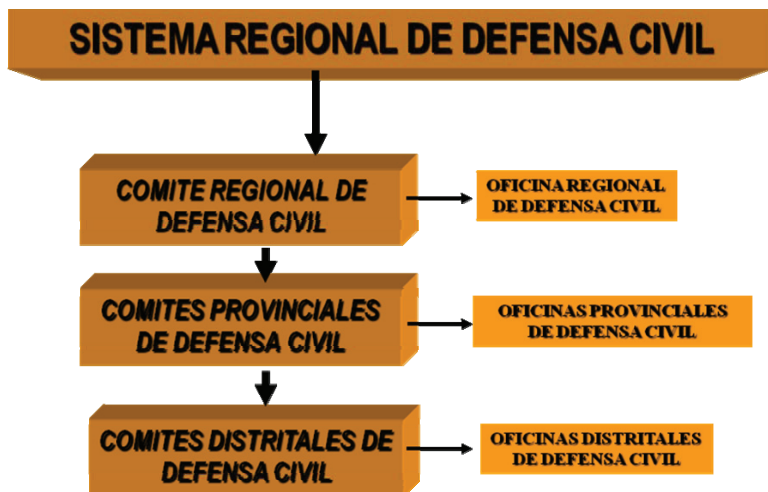 SISTEMA REGIONAL DE DEFENSA CIVIL
COMITE REGIONAL DE
DEFENSA CIVIL
OFICINA REGIONAL
DE DEFENSA CIVIL
COMITES PROVINCIALES
DE DEFENSA CIVIL
OFICINAS PROVINCIALES
DE DEFENSA CIVIL
COMITES DISTRITALES DE
DEFENSA CIVIL
OFICINAS DISTRITALES
DE DEFENSA CIVIL